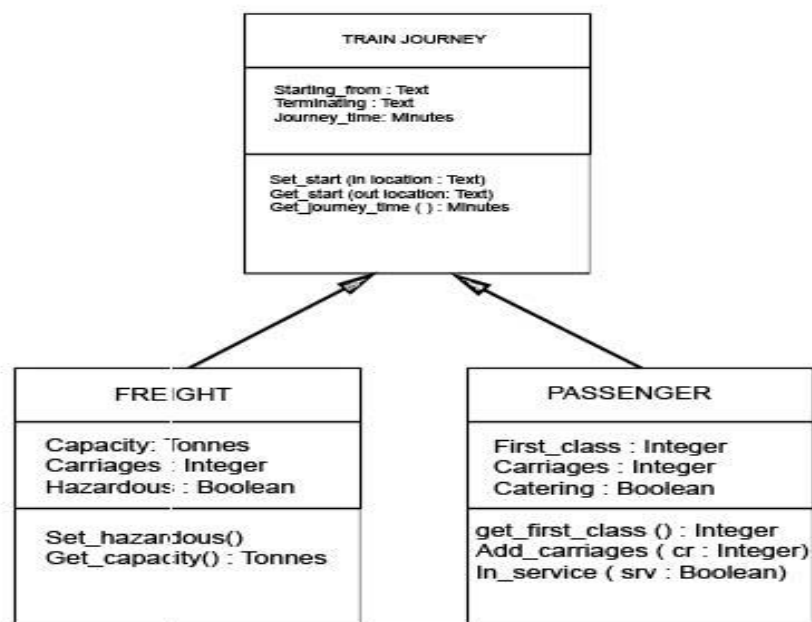 TRAIN JOURNEY
Starting_from : Text
Terminating : Text
Journey_time: Minutes
Set_start (in location : Text)
Get_start (out location: Text)
Get_journey_time ( ) : Minutes
FREIGHT
Capacity: Tonnes
Carriages : Integer
Hazardous : Boolean
Set_hazardous()
Get_capacity() : Tonnes
PASSENGER
First_class : Integer
Carriages : Integer
Catering : Boolean
get_first_class () : Integer
Add_carriages ( cr : Integer)
In_service ( srv : Boolean)